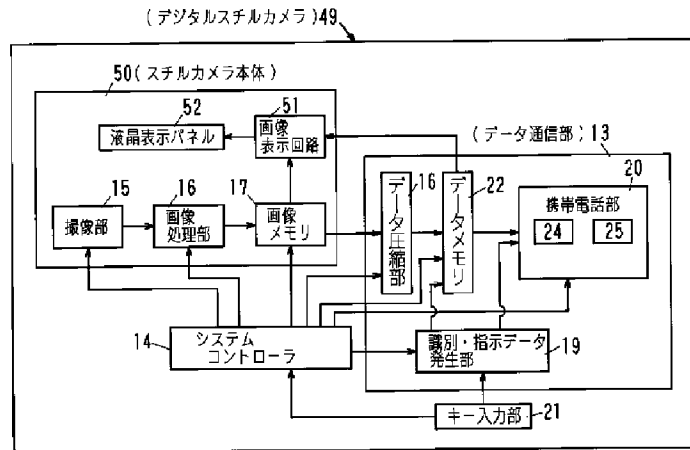 (デジタルスチルカメラ)49
50(スチルカメラ本体)
52
51
液晶表示パネル
画像
表示回路
(データ通信部)13
15
16
17
16
22
20
撮像部
画像
処理部
画像
メモリ
データ圧縮部
データメモリ
携帯電話部
24
25
14
システム
コントローラ
識別・指示データ
発生部
19
キー入力部
21